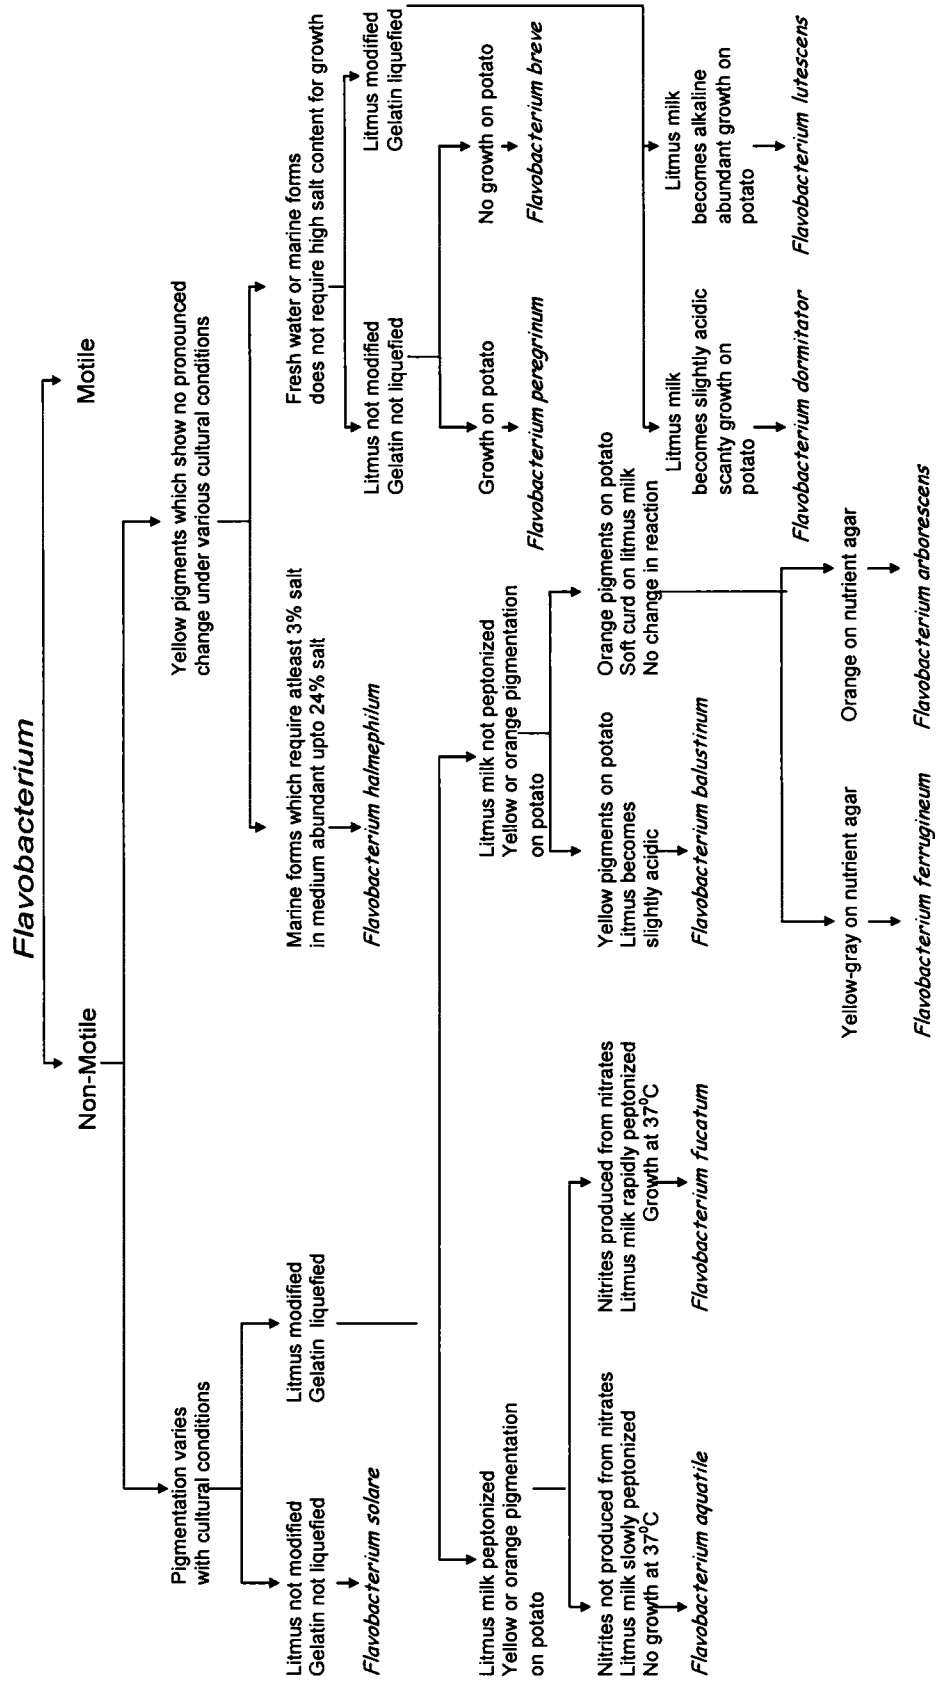 Flavobacterium
Non-Motile
Motile
Pigmentation varies
with cultural conditions
Yellow pigments which show no pronounced
change under various cultural conditions
Litmus not modified
Gelatin not liquefied
Flavobacterium solare
Litmus modified
Gelatin liquefied
Marine forms which require atleast 3% salt
in medium abundant upto 24% salt
Flavobacterium halmephilum
Fresh water or marine forms
does not require high salt content for growth
Litmus not modified
Gelatin not liquefied
Litmus modified
Gelatin liquefied
Litmus milk peptonized
Yellow or orange pigmentation
on potato
Litmus milk not peptonized
Yellow or orange pigmentation
on potato
Growth on potato
Flavobacterium peregrinum
No growth on potato
Flavobacterium breve
Nitrites not produced from nitrates
Litmus milk slowly peptonized
No growth at 37⁰C
Flavobacterium aquatile
Nitrites produced from nitrates
Litmus milk rapidly peptonized
Growth at 37⁰C
Flavobacterium fucatum
Yellow pigments on potato
Litmus becomes
slightly acidic
Flavobacterium balustinum
Orange pigments on potato
Soft curd on litmus milk
No change in reaction
Litmus milk
becomes slightly acidic
scanty growth on
potato
Flavobacterium dormitator
Litmus milk
becomes alkaline
abundant growth on
potato
Flavobacterium lutescens
Yellow-gray on nutrient agar
Flavobacterium ferrugineum
Orange on nutrient agar
Flavobacterium arborescens